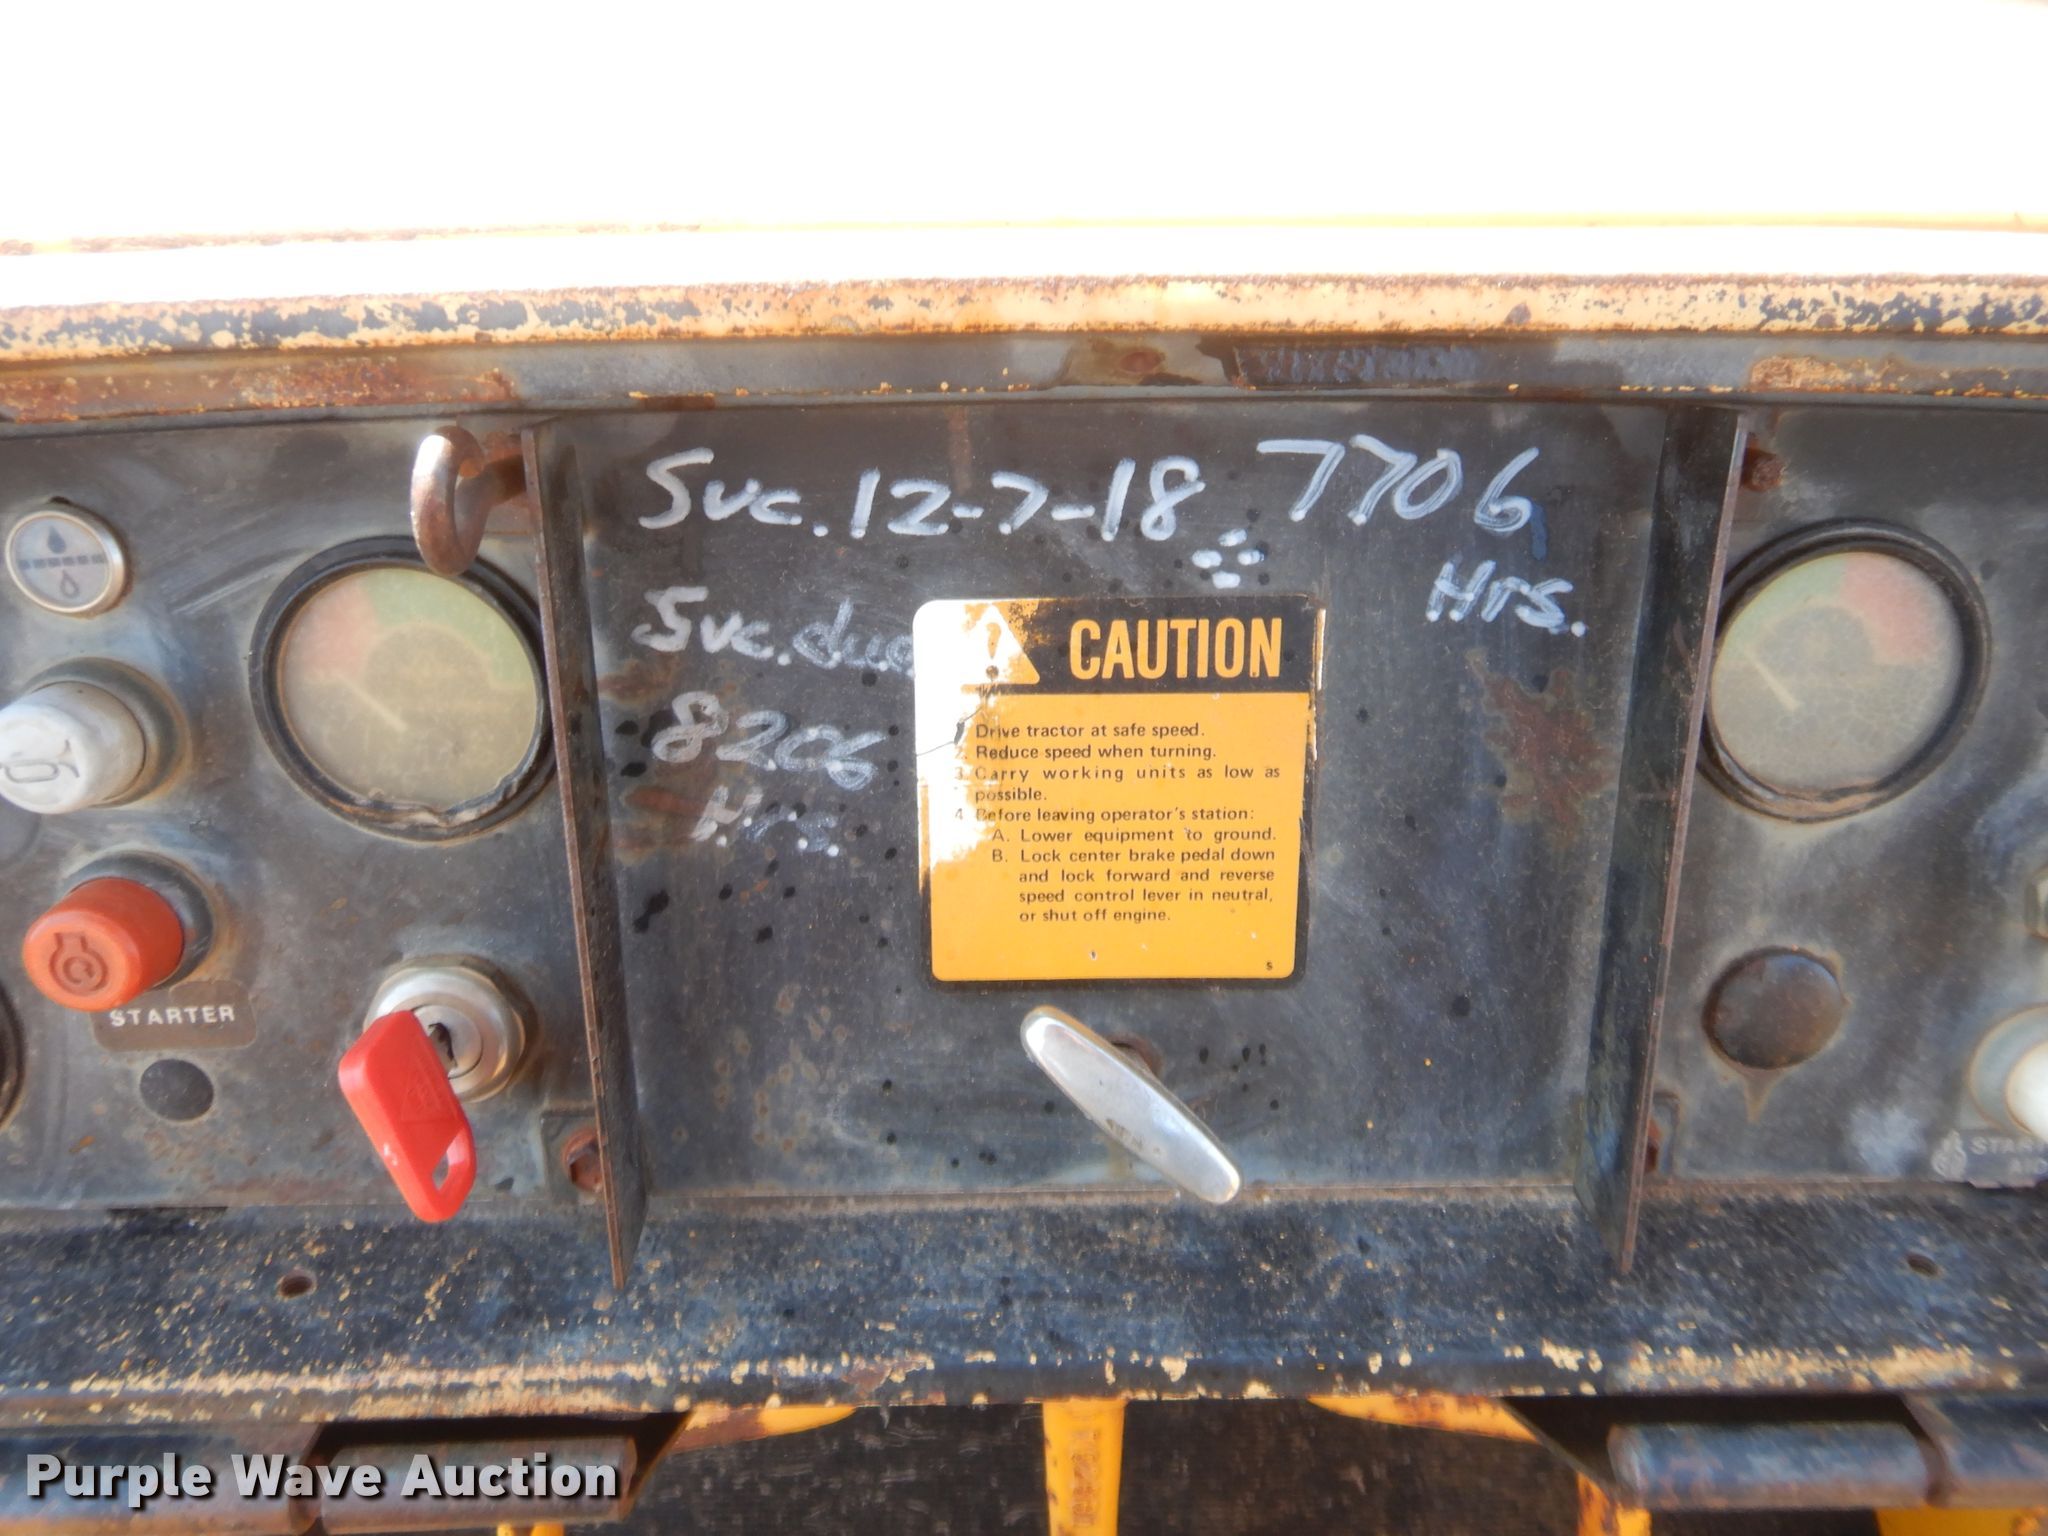 Svc. 12-7-18 7706
Hrs.
Svc. due
8206
Hrs.
CAUTION
1. Drive tractor at safe speed.
2. Reduce speed when turning.
3. Carry working units as low as
possible.
4. Before leaving operator's station:
A. Lower equipment to ground.
B. Lock center brake pedal down
and lock forward and reverse
speed control lever in neutral,
or shut off engine.
S
STARTER
Purple Wave Auction